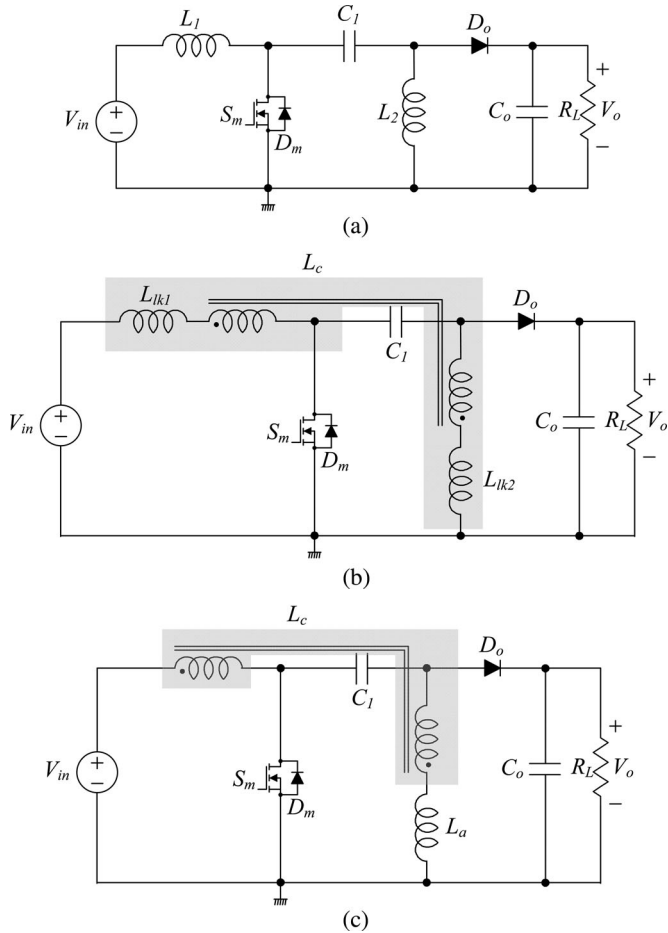 L1
C1
Do
Vin
+
−
Sm
Dm
L2
Co
RL
+
Vo
−
(a)
Lc
Llk1
Do
C1
Vin
+
−
Sm
Dm
Llk2
Co
RL
+
Vo
−
(b)
Lc
Do
C1
Vin
+
−
Sm
Dm
La
Co
RL
+
Vo
−
(c)